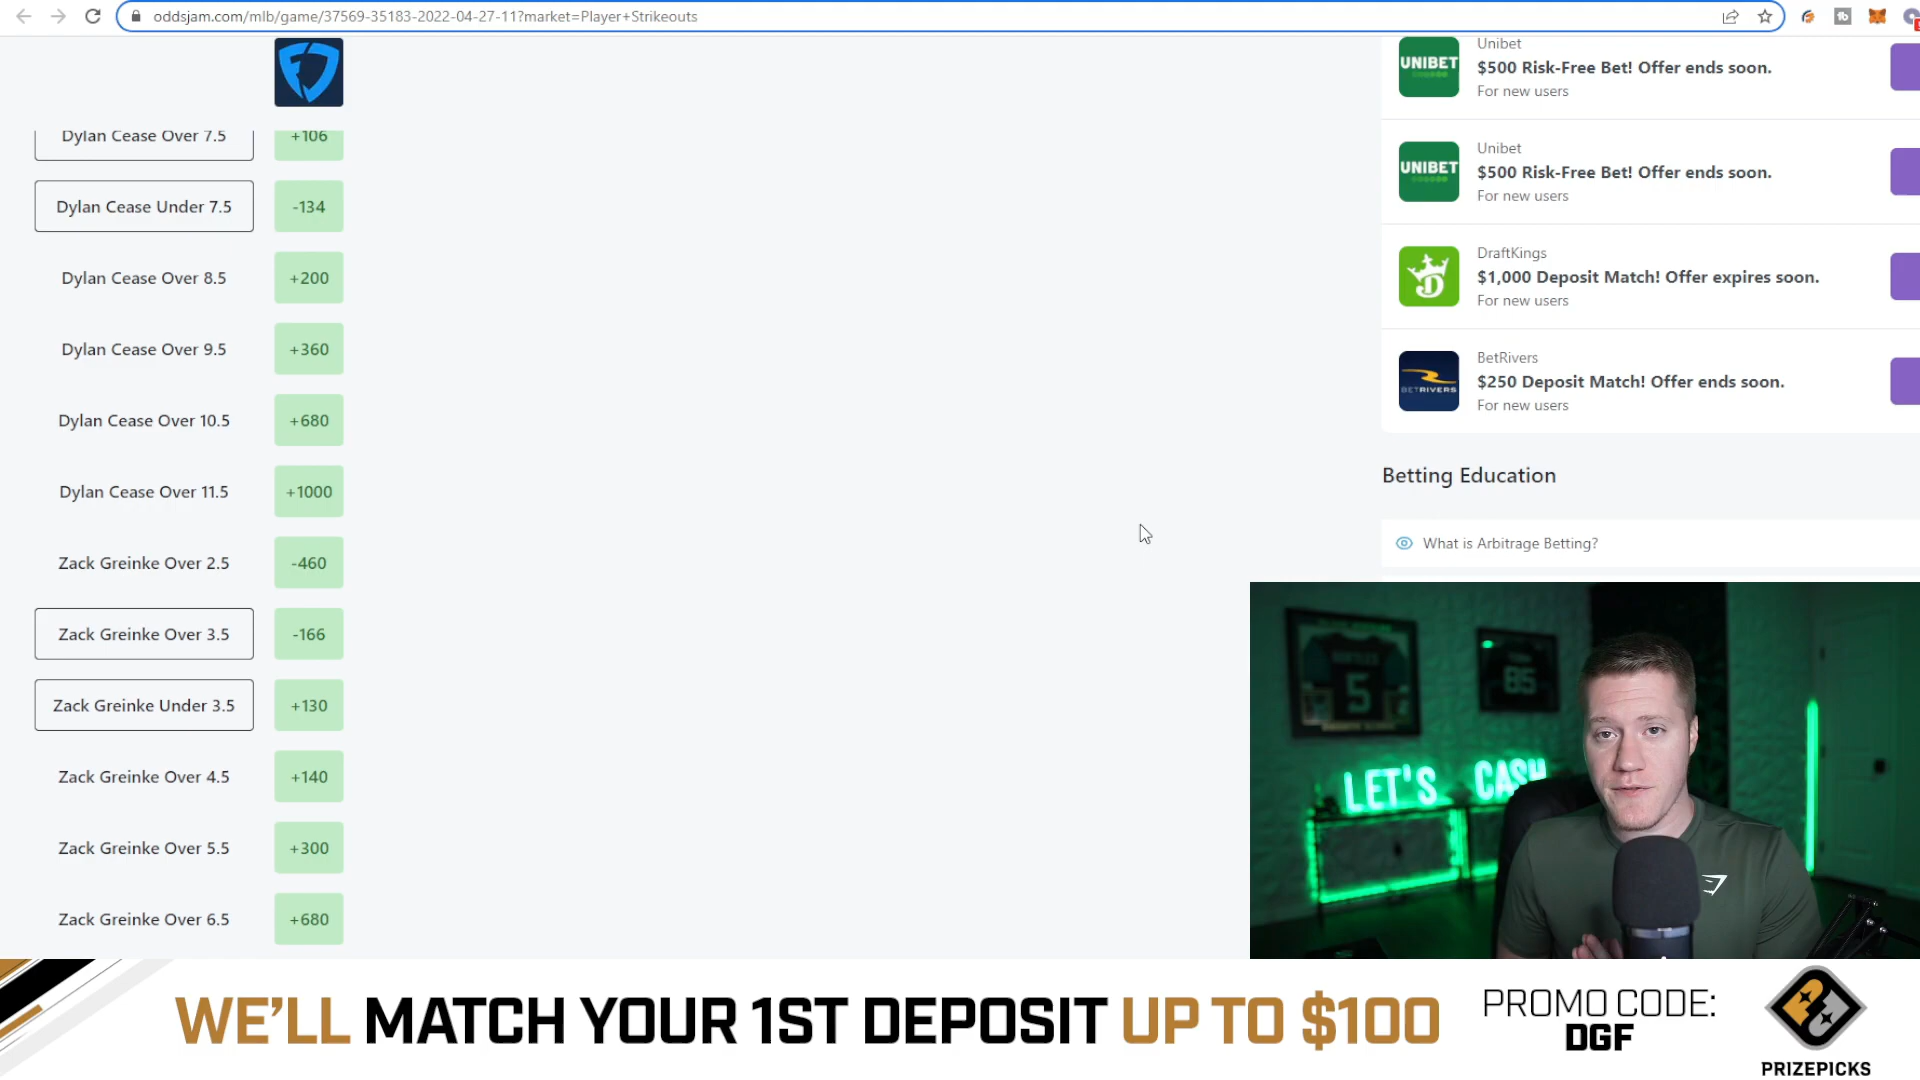 oddsjam.com/mlb/game/37569-35183-2022-04-27-11?market=Player+Strikeouts
Dylan Cease Over 7.5 +106
Dylan Cease Under 7.5 -134
Dylan Cease Over 8.5 +200
Dylan Cease Over 9.5 +360
Dylan Cease Over 10.5 +680
Dylan Cease Over 11.5 +1000
Zack Greinke Over 2.5 -460
Zack Greinke Over 3.5 -166
Zack Greinke Under 3.5 +130
Zack Greinke Over 4.5 +140
Zack Greinke Over 5.5 +300
Zack Greinke Over 6.5 +680
UNIBET
Unibet
$500 Risk-Free Bet! Offer ends soon.
For new users
UNIBET
Unibet
$500 Risk-Free Bet! Offer ends soon.
For new users
DraftKings
$1,000 Deposit Match! Offer expires soon.
For new users
BETRIVERS
BetRivers
$250 Deposit Match! Offer ends soon.
For new users
Betting Education
What is Arbitrage Betting?
5
85
LET'S CASH
WE'LL MATCH YOUR 1ST DEPOSIT UP TO $100
PROMO CODE:
DGF
PRIZEPICKS